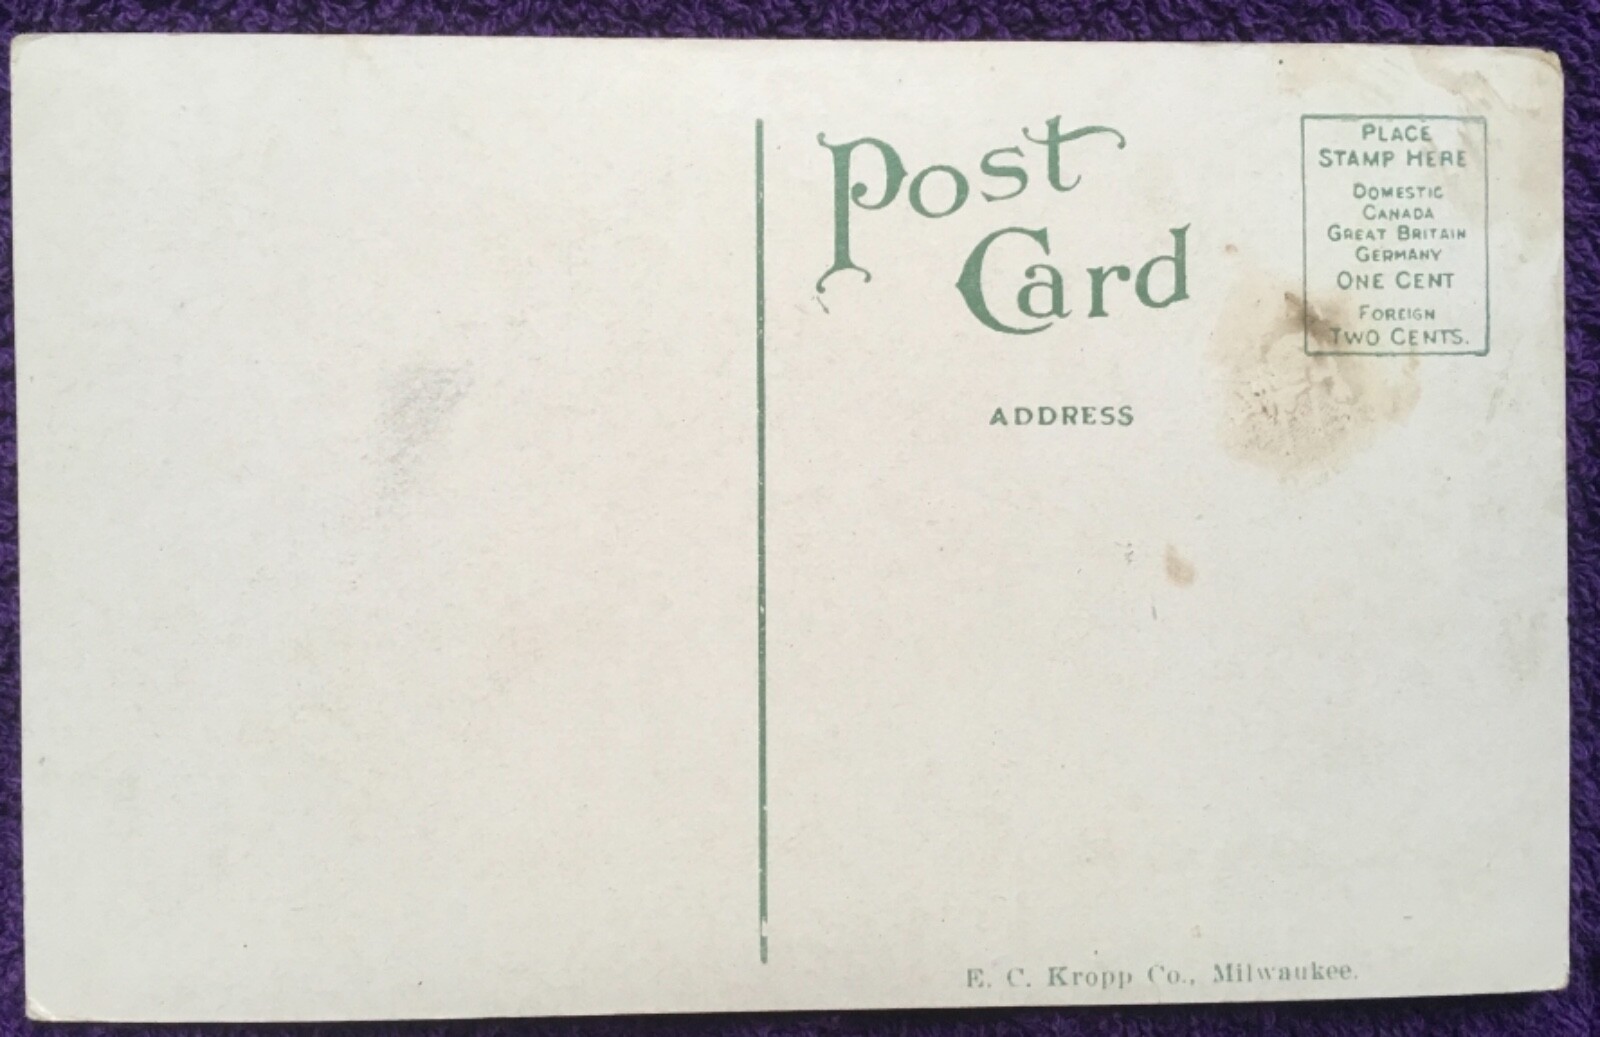 Post
Card
PLACE
STAMP HERE
DOMESTIC
CANADA
GREAT BRITAIN
GERMANY
ONE CENT
FOREIGN
TWO CENTS.
ADDRESS
E. C. Kropp Co., Milwaukee.